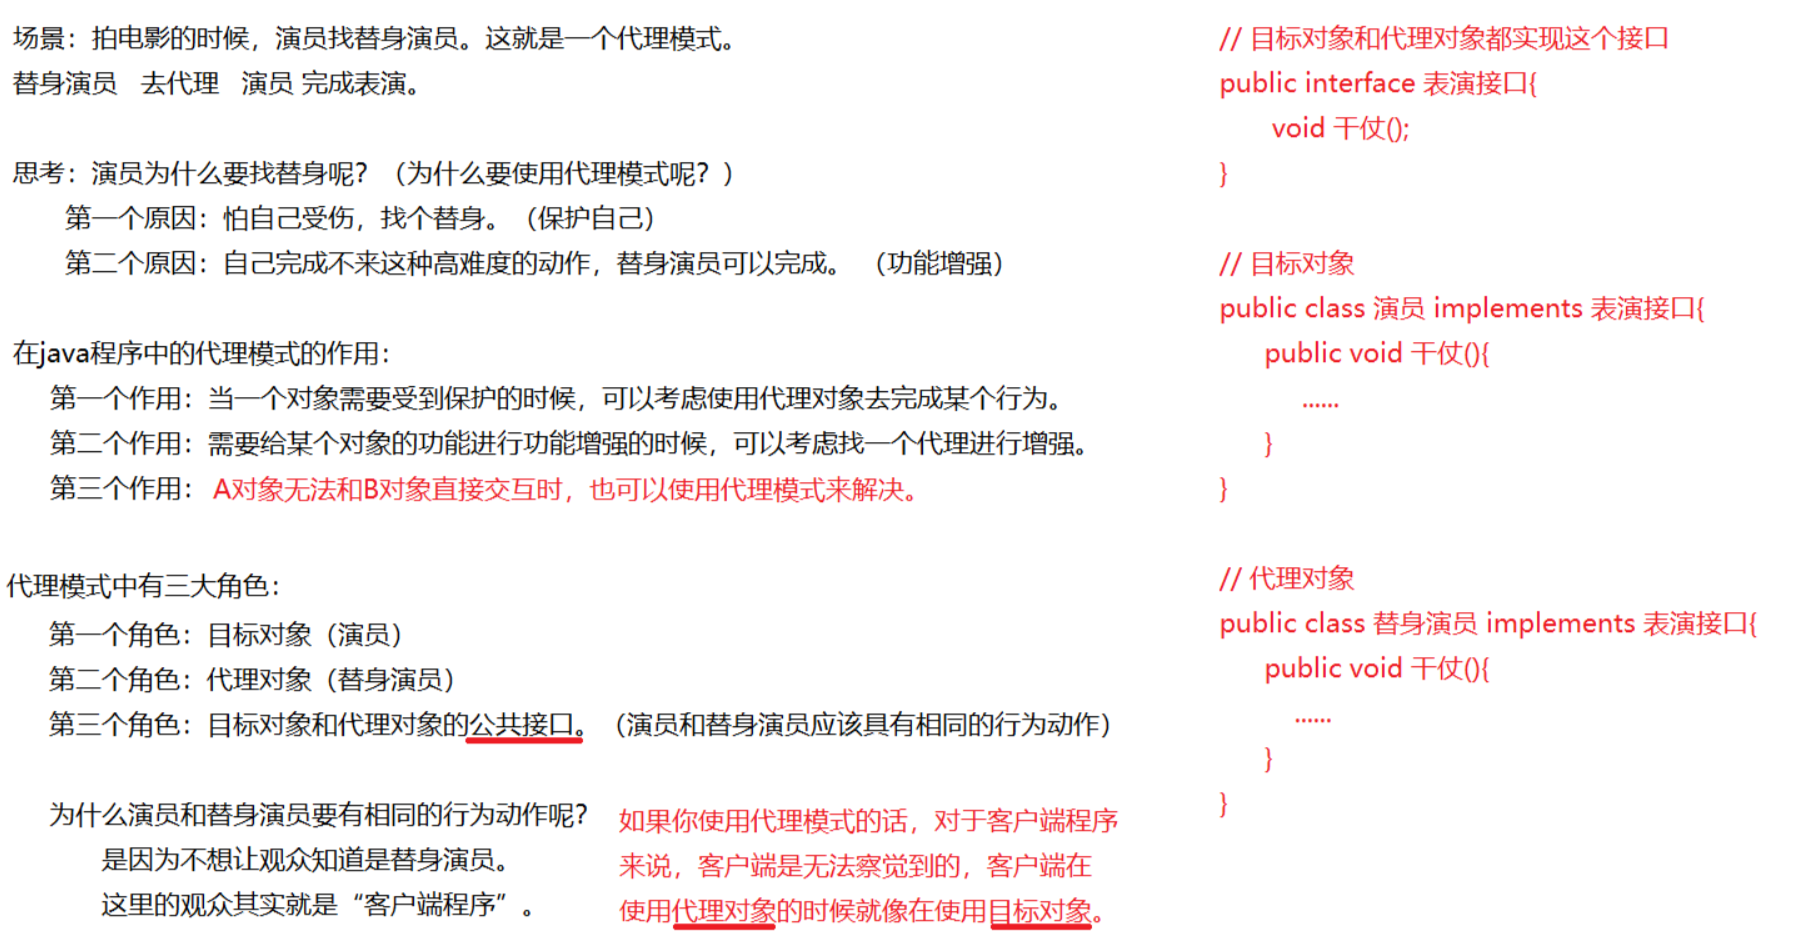 场景：拍电影的时候，演员找替身演员。这就是一个代理模式。
替身演员 去代理 演员 完成表演。
思考：演员为什么要找替身呢？（为什么要使用代理模式呢？）
第一个原因：怕自己受伤，找个替身。（保护自己）
第二个原因：自己完成不来这种高难度的动作，替身演员可以完成。（功能增强）
在java程序中的代理模式的作用：
第一个作用：当一个对象需要受到保护的时候，可以考虑使用代理对象去完成某个行为。
第二个作用：需要给某个对象的功能进行功能增强的时候，可以考虑找一个代理进行增强。
第三个作用：A对象无法和B对象直接交互时，也可以使用代理模式来解决。
代理模式中有三大角色：
第一个角色：目标对象（演员）
第二个角色：代理对象（替身演员）
第三个角色：目标对象和代理对象的公共接口。（演员和替身演员应该具有相同的行为动作）
为什么演员和替身演员要有相同的行为动作呢？
是因为不想让观众知道是替身演员。
这里的观众其实就是“客户端程序”。
如果你使用代理模式的话，对于客户端程序
来说，客户端是无法察觉到的，客户端在
使用代理对象的时候就像在使用目标对象。
// 目标对象和代理对象都实现这个接口
public interface 表演接口{
void 干仗();
}
// 目标对象
public class 演员 implements 表演接口{
public void 干仗(){
......
}
}
// 代理对象
public class 替身演员 implements 表演接口{
public void 干仗(){
......
}
}